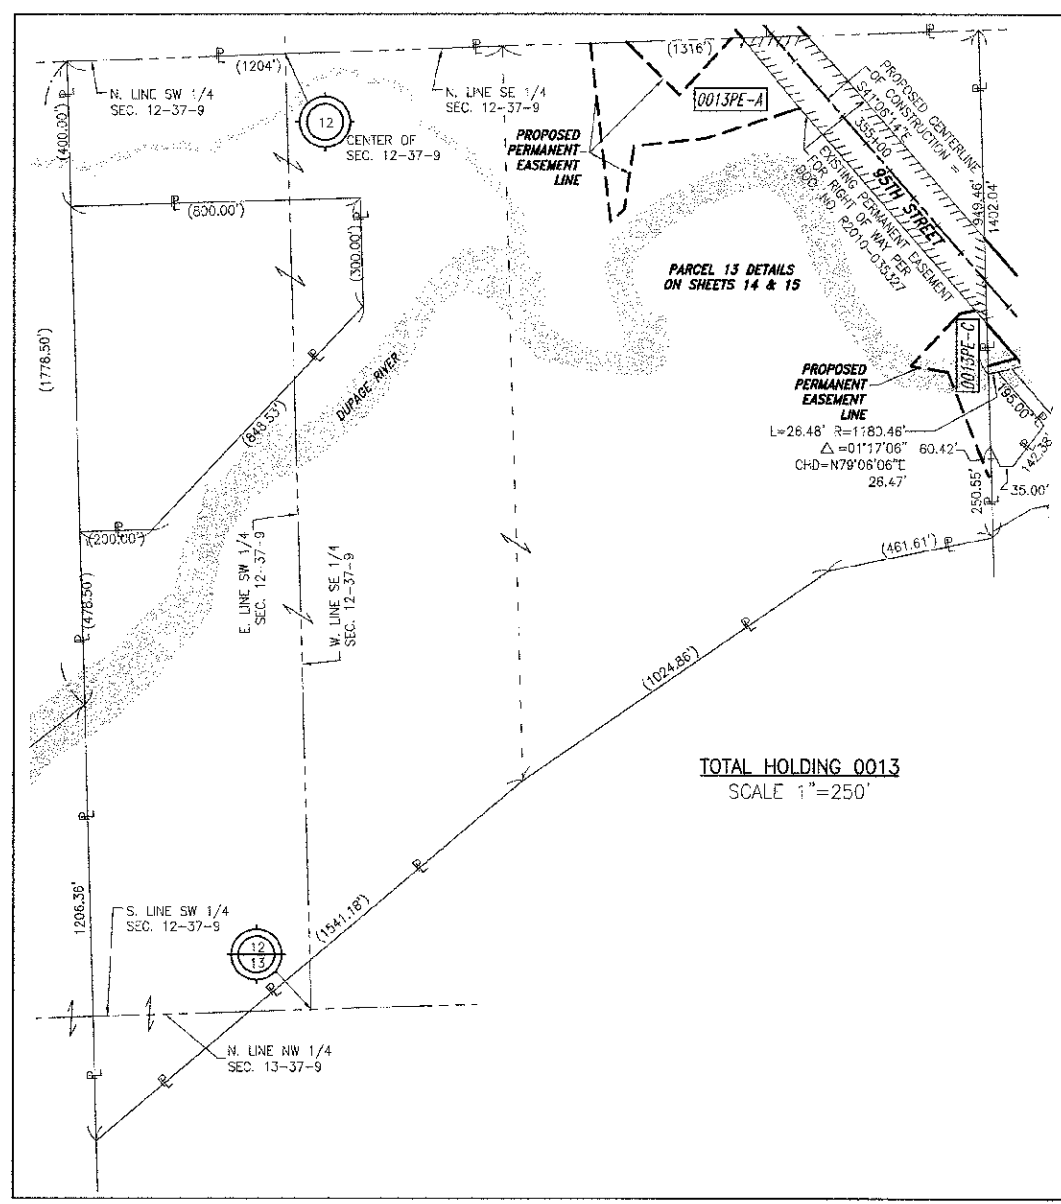 (1204')
N. LINE SW 1/4
SEC. 12-37-9
12
CENTER OF
SEC. 12-37-9
N. LINE SE 1/4
SEC. 12-37-9
(1316')
0013PE-A
PROPOSED
PERMANENT
EASEMENT
LINE
PROPOSED CENTERLINE
OF CONSTRUCTION =
S41°06'14"E
355+00
95TH STREET
EXISTING PERMANENT EASEMENT
FOR RIGHT OF WAY PER
DOC. NO. R2010-035327
949.46'
1402.04'
(400.00')
(800.00')
(300.00')
(1778.50')
(848.53')
DUPAGE RIVER
PARCEL 13 DETAILS
ON SHEETS 14 & 15
PROPOSED
PERMANENT
EASEMENT
LINE
0013PE-C
L=26.48' R=1180.46'
Δ =01°17'06"
CHD=N79°06'06"E
26.47'
60.42'
195.00'
142.38'
35.00'
250.55'
(461.61')
(200.00')
(478.50')
E. LINE SW 1/4
SEC. 12-37-9
W. LINE SE 1/4
SEC. 12-37-9
(1024.86')
TOTAL HOLDING 0013
SCALE 1"=250'
1206.36'
S. LINE SW 1/4
SEC. 12-37-9
12
13
(1541.18')
N. LINE NW 1/4
SEC. 13-37-9